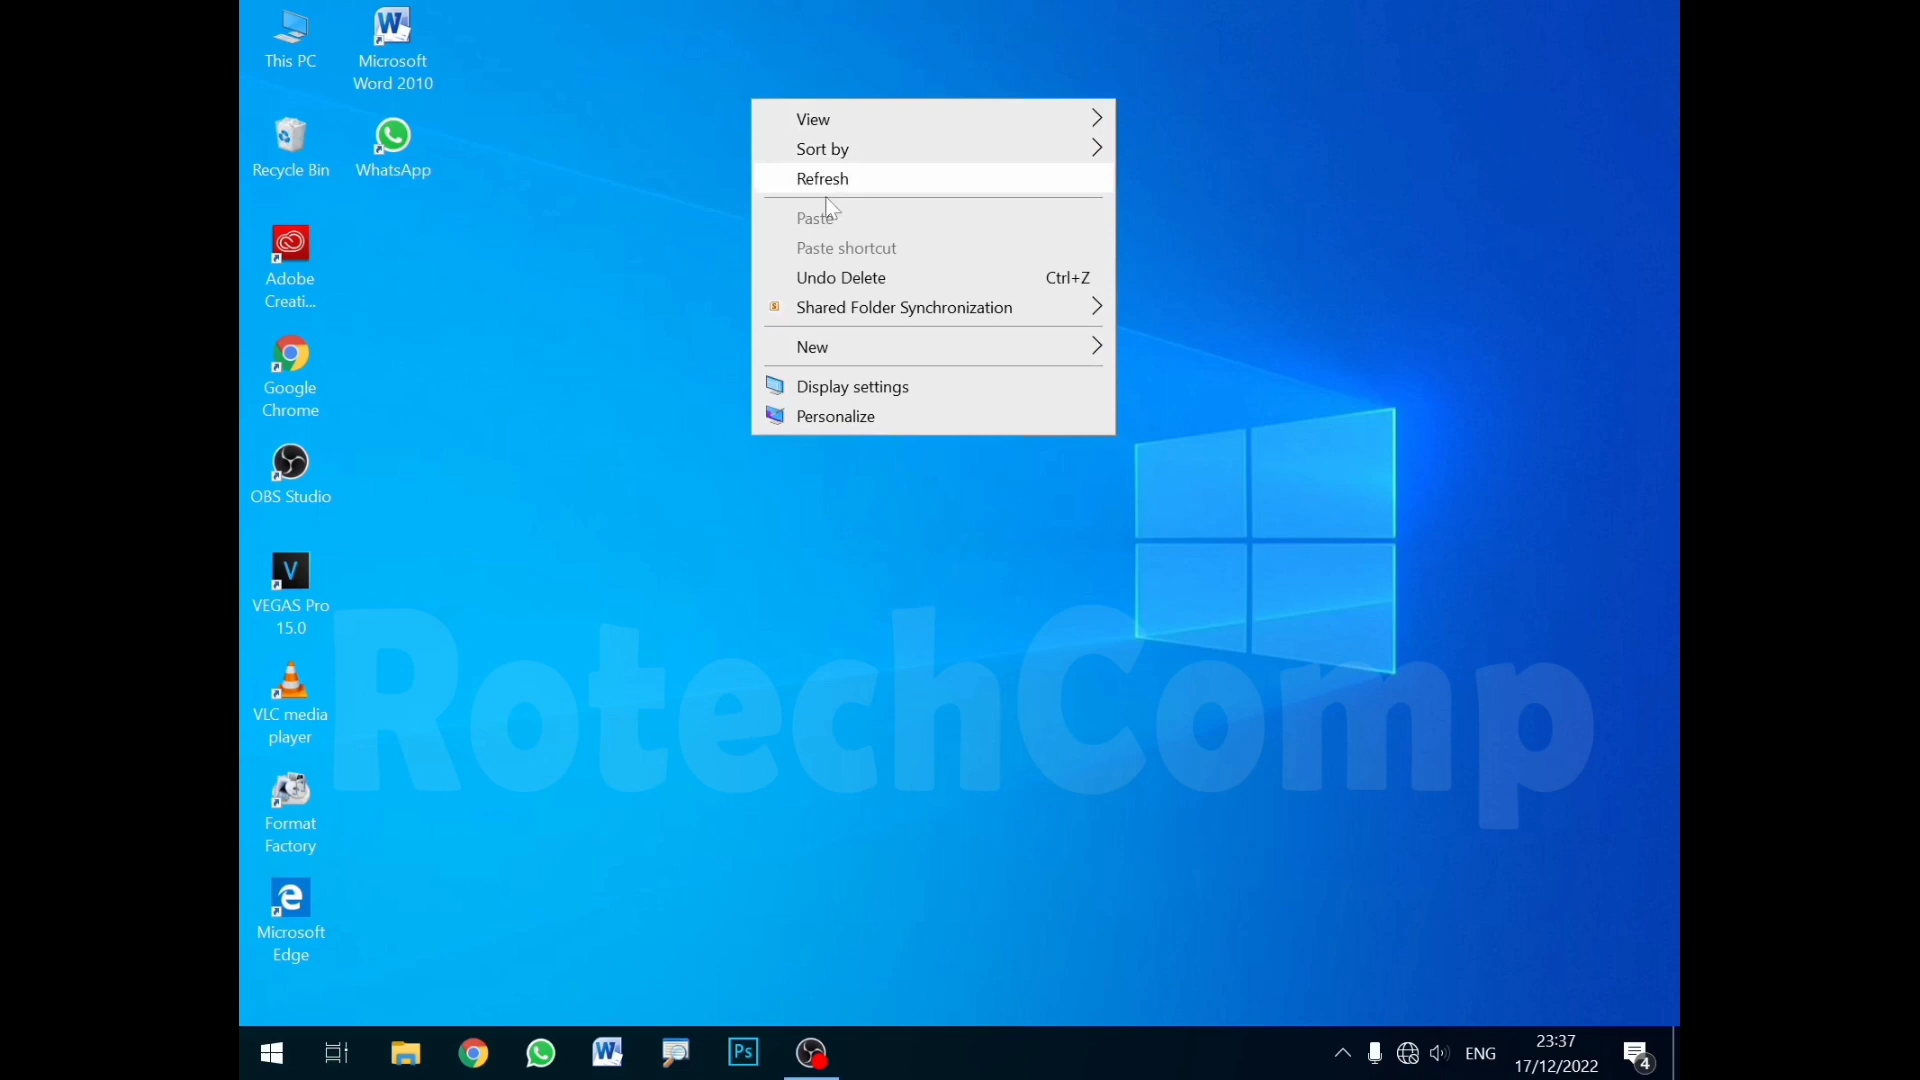 This PC
Microsoft
Word 2010
Recycle Bin
WhatsApp
Adobe
Creati...
Google
Chrome
OBS Studio
V
VEGAS Pro
15.0
VLC media
player
Format
Factory
Microsoft
Edge
View
Sort by
Refresh
Paste
Paste shortcut
Undo Delete Ctrl+Z
S Shared Folder Synchronization
New
Display settings
Personalize
RotechComp
W
Ps
ENG
23:37
17/12/2022
4